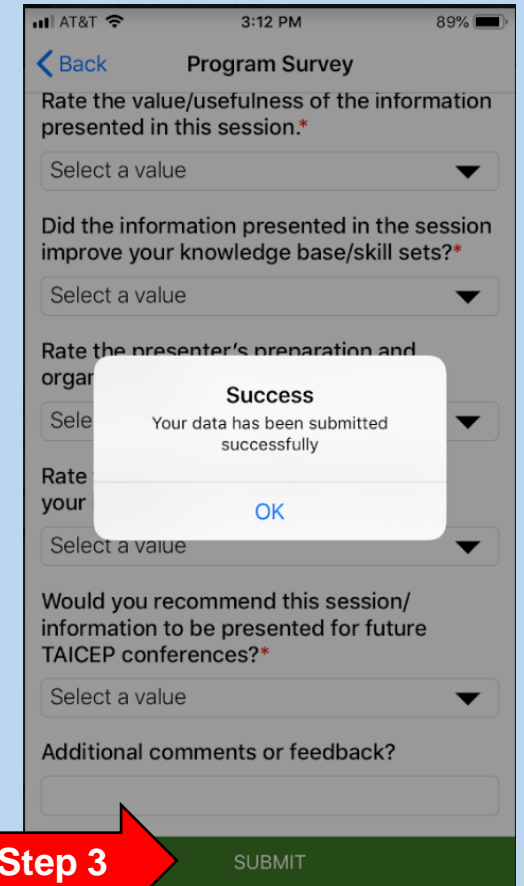 AT&T 3:12 PM 89%
Back Program Survey
Rate the value/usefulness of the information
presented in this session.*
Select a value
Did the information presented in the session
improve your knowledge base/skill sets?*
Select a value
Rate the presenter's preparation and
organ
Sele
Success
Your data has been submitted
successfully
OK
Rate
your
Select a value
Would you recommend this session/
information to be presented for future
TAICEP conferences?*
Select a value
Additional comments or feedback?
Step 3 SUBMIT